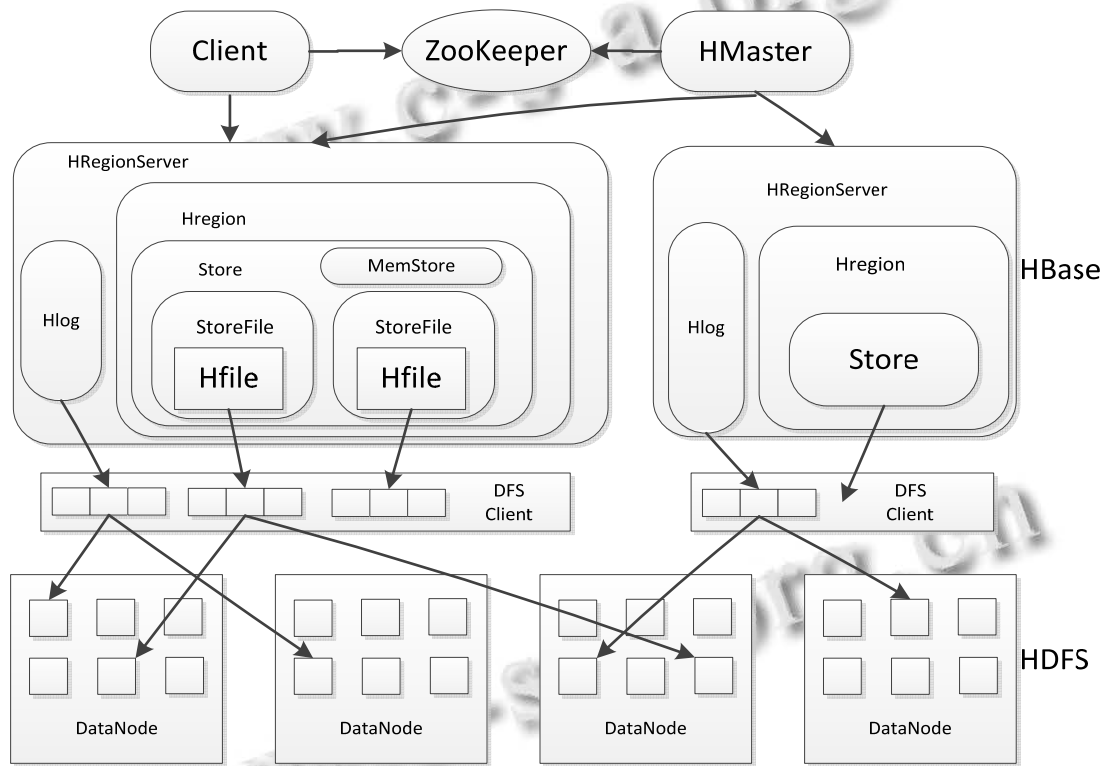 Client
ZooKeeper
HMaster
HRegionServer
Hregion
Store
MemStore
StoreFile
StoreFile
Hfile
Hfile
Hlog
HRegionServer
Hregion
Hlog
Store
HBase
DFS
Client
DFS
Client
DataNode
DataNode
DataNode
DataNode
HDFS